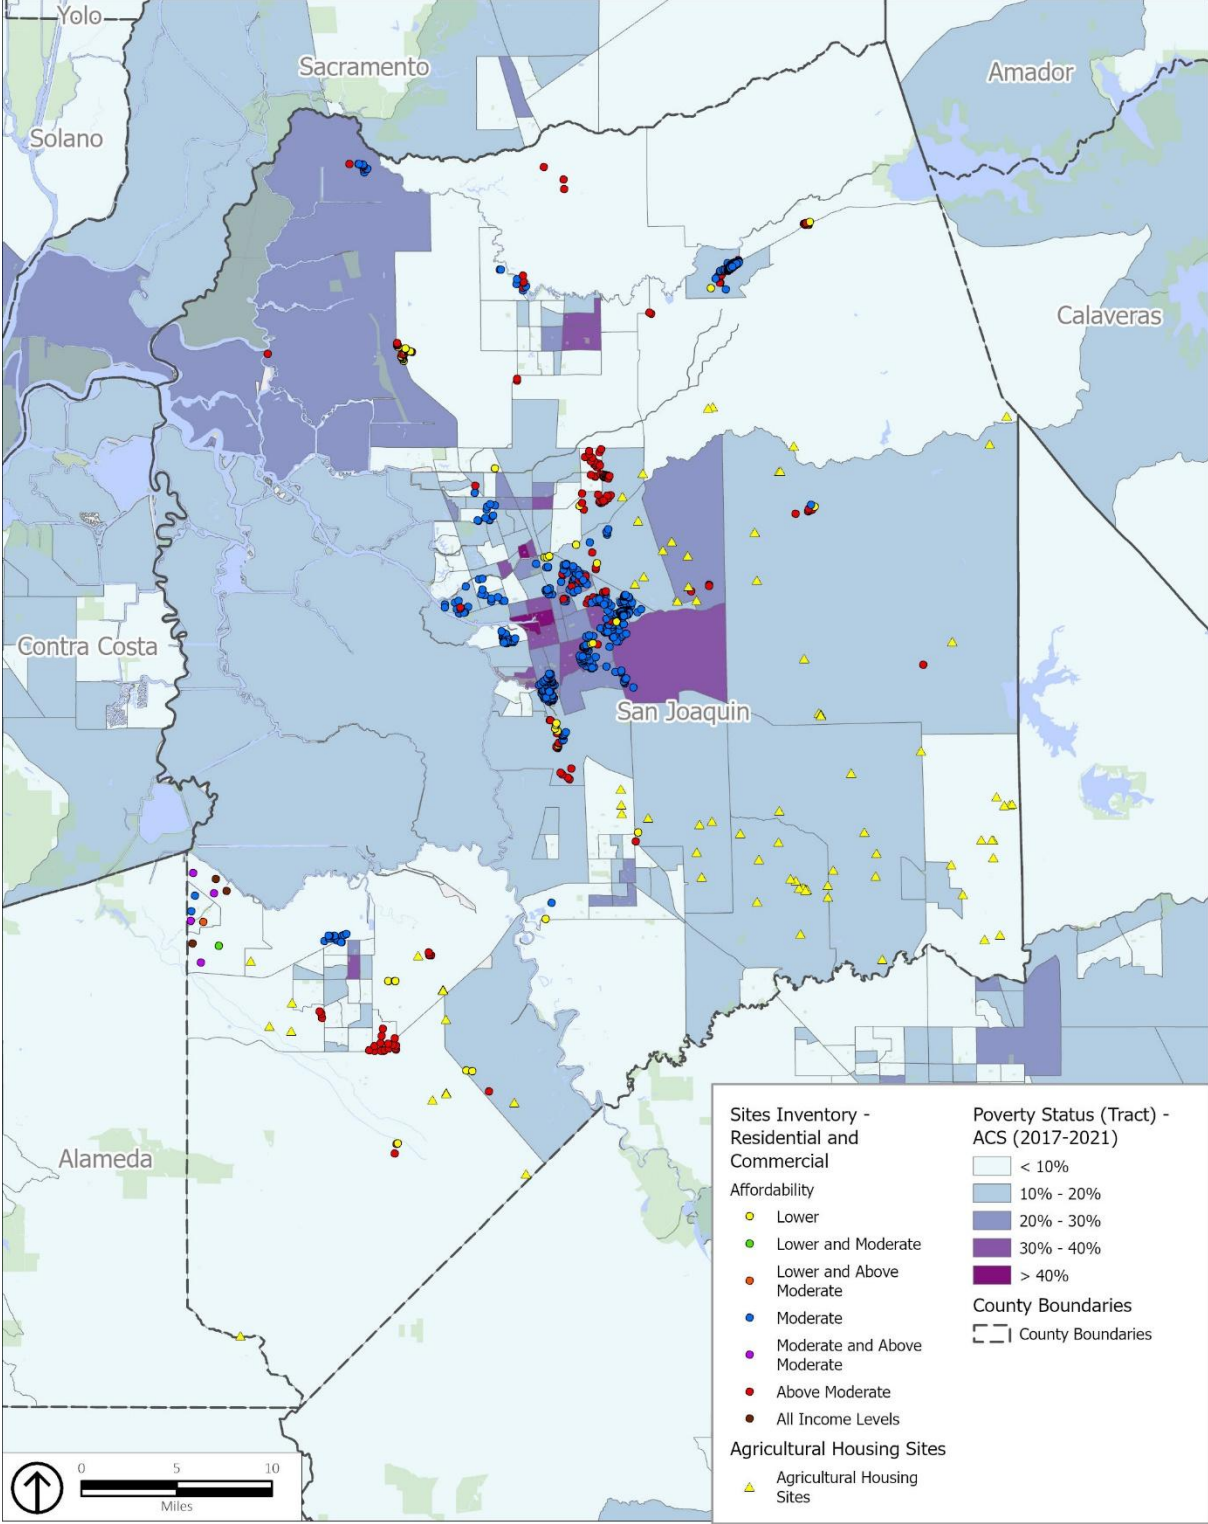 Yolo
Sacramento
Amador
Solano
Calaveras
Contra Costa
San Joaquin
Alameda
Sites Inventory -
Residential and
Commercial
Affordability
Lower
Lower and Moderate
Lower and Above
Moderate
Moderate
Moderate and Above
Moderate
Above Moderate
All Income Levels
Agricultural Housing Sites
Agricultural Housing
Sites
Poverty Status (Tract) -
ACS (2017-2021)
< 10%
10% - 20%
20% - 30%
30% - 40%
> 40%
County Boundaries
County Boundaries
0 5 10
Miles